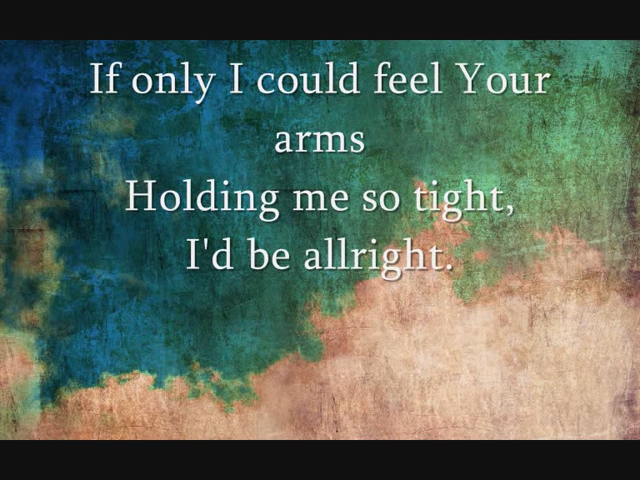 If only I could feel Your
arms
Holding me so tight,
I'd be allright.